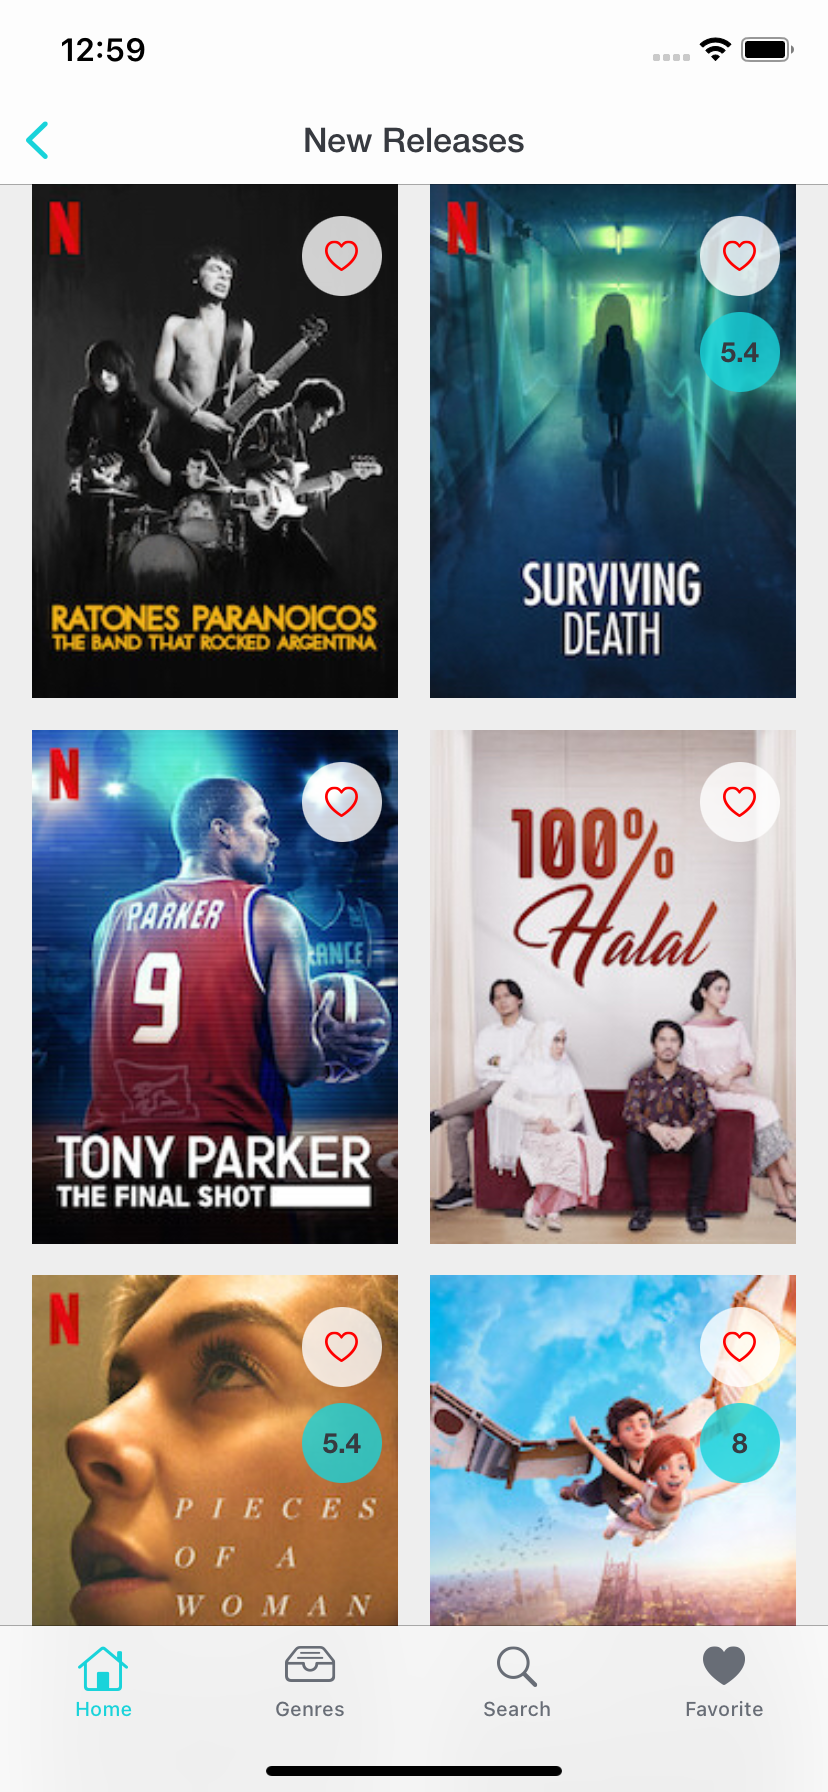 12:59
New Releases
N
RATONES PARANOICOS
THE BAND THAT ROCKED ARGENTINA
N
5.4
SURVIVING
DEATH
N
PARKER
9
RANCE
TONY PARKER
THE FINAL SHOT
100%
Halal
N
5.4
PIECES
OF A
WOMAN
8
Home
Genres
Search
Favorite